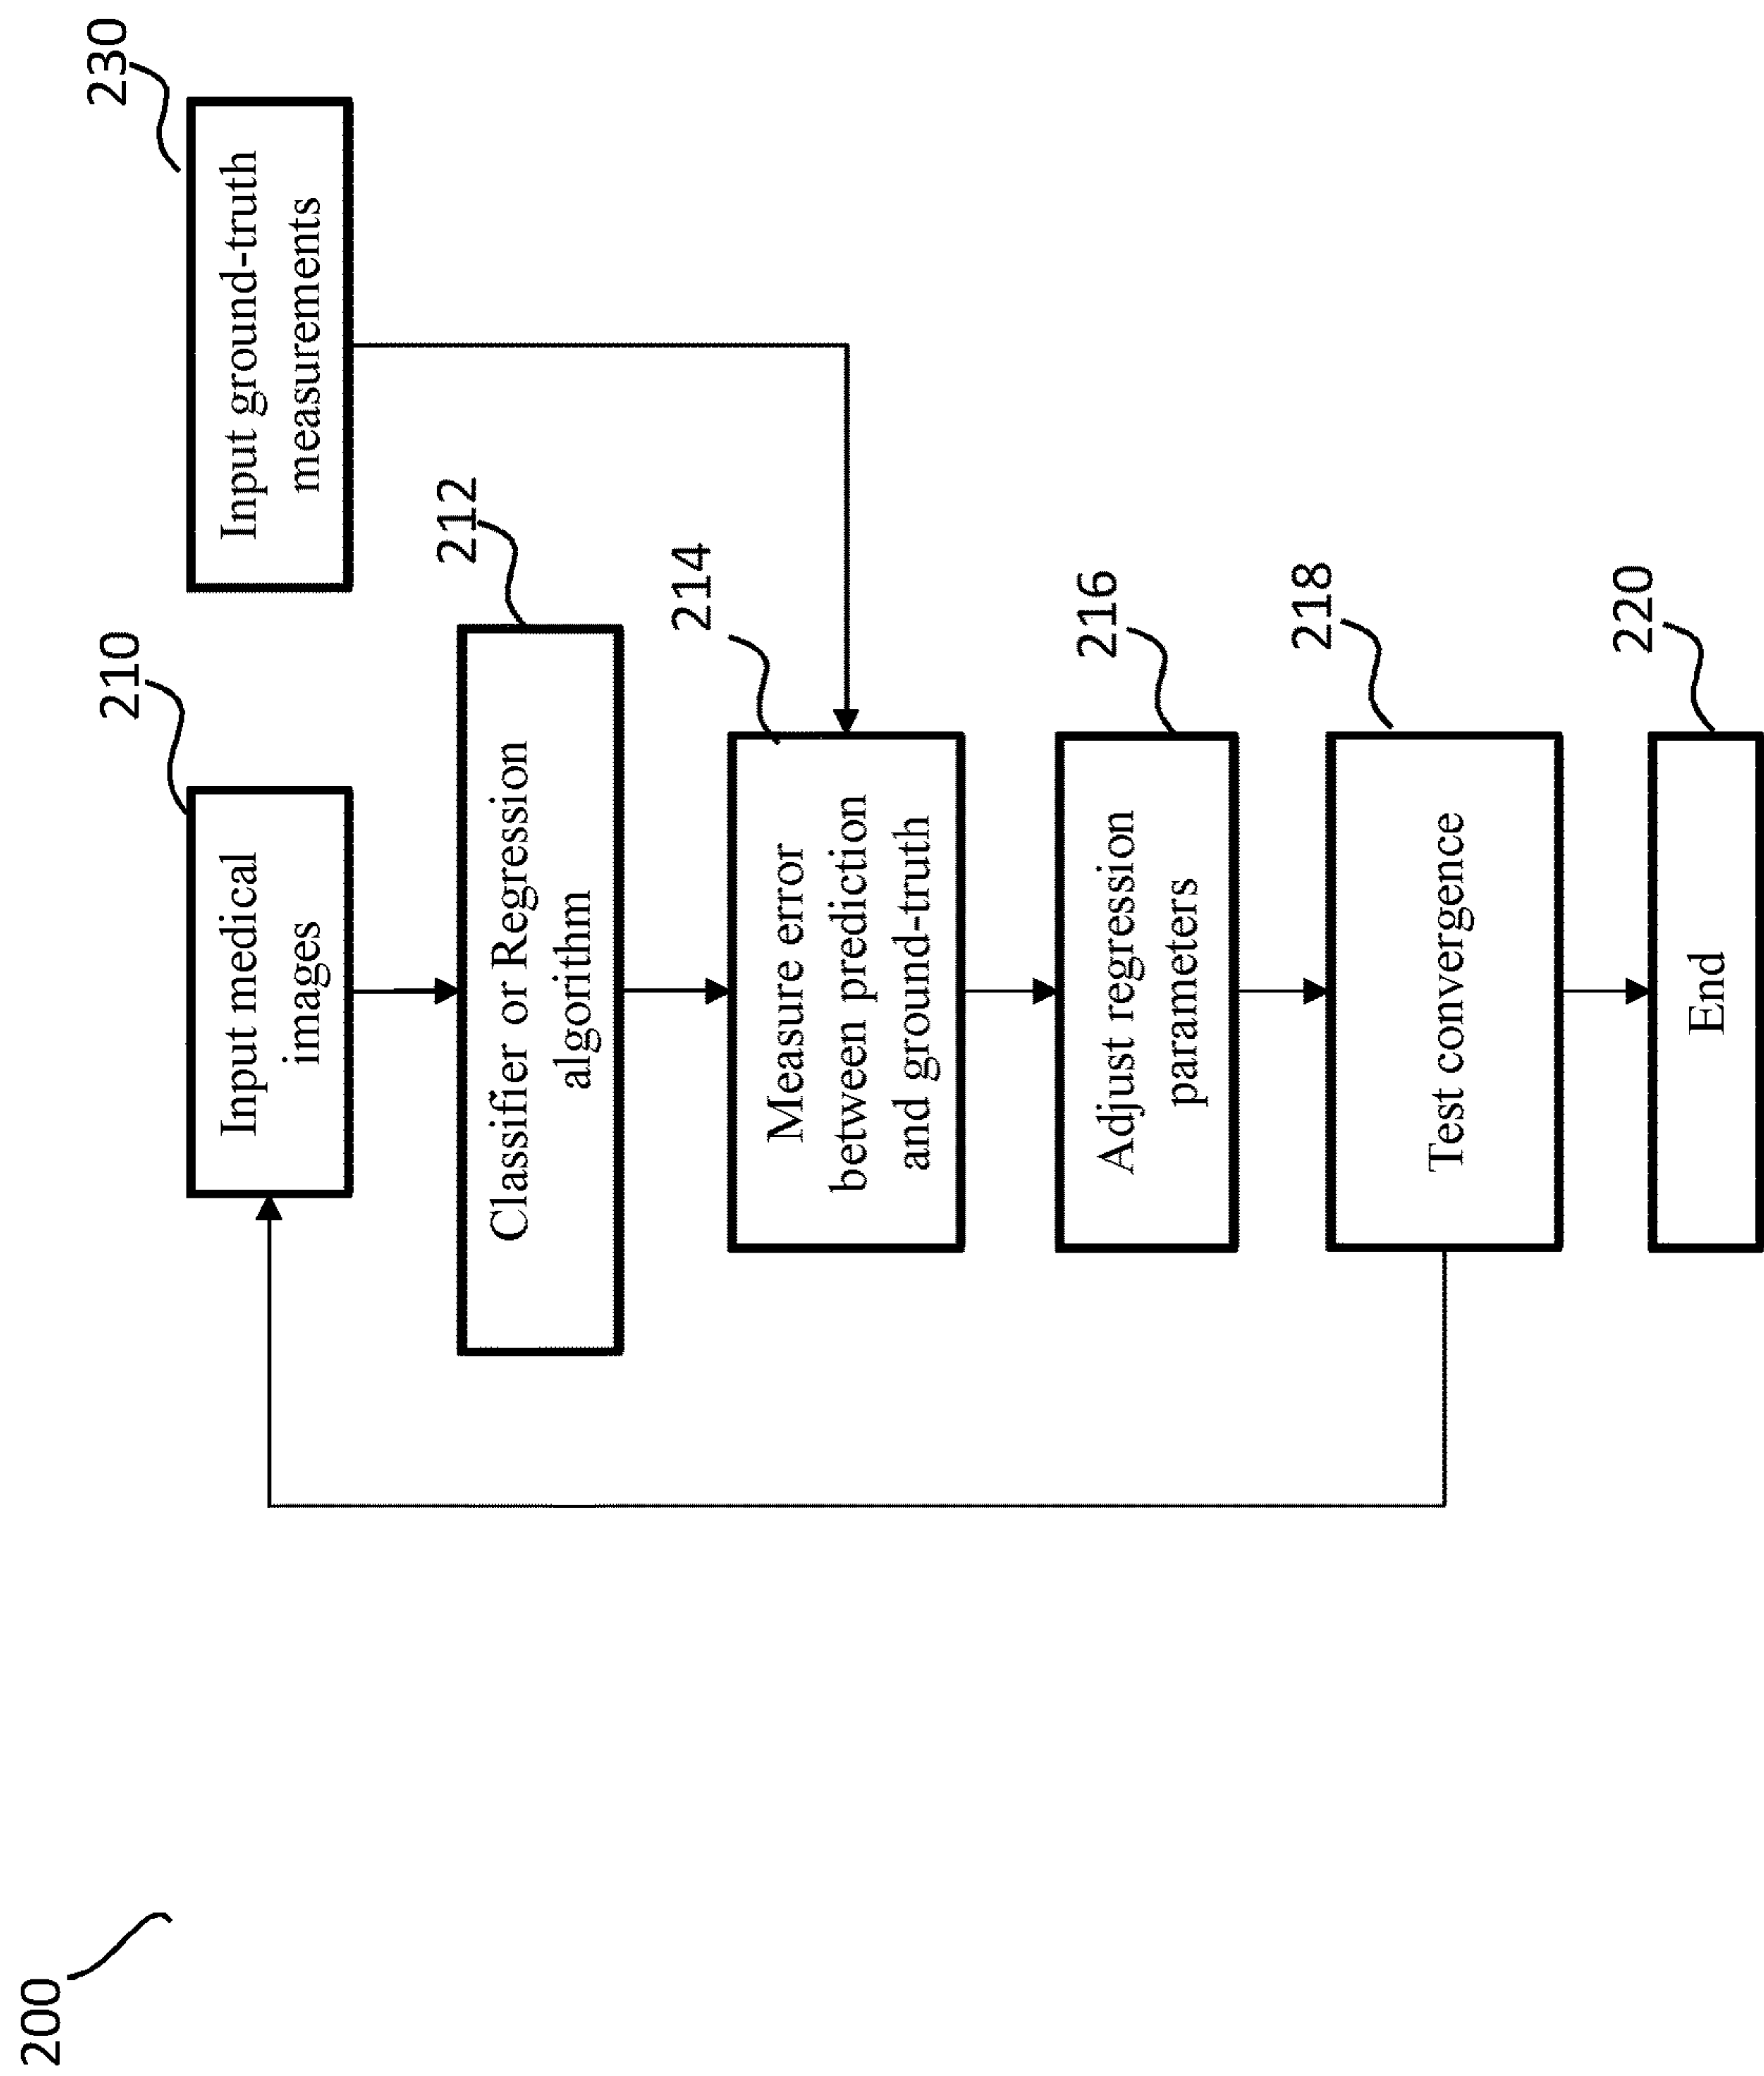 200
210
Input medical
images
230
Input ground-truth
measurements
212
Classifier or Regression
algorithm
214
Measure error
between prediction
and ground-truth
216
Adjust regression
parameters
218
Test convergence
220
End